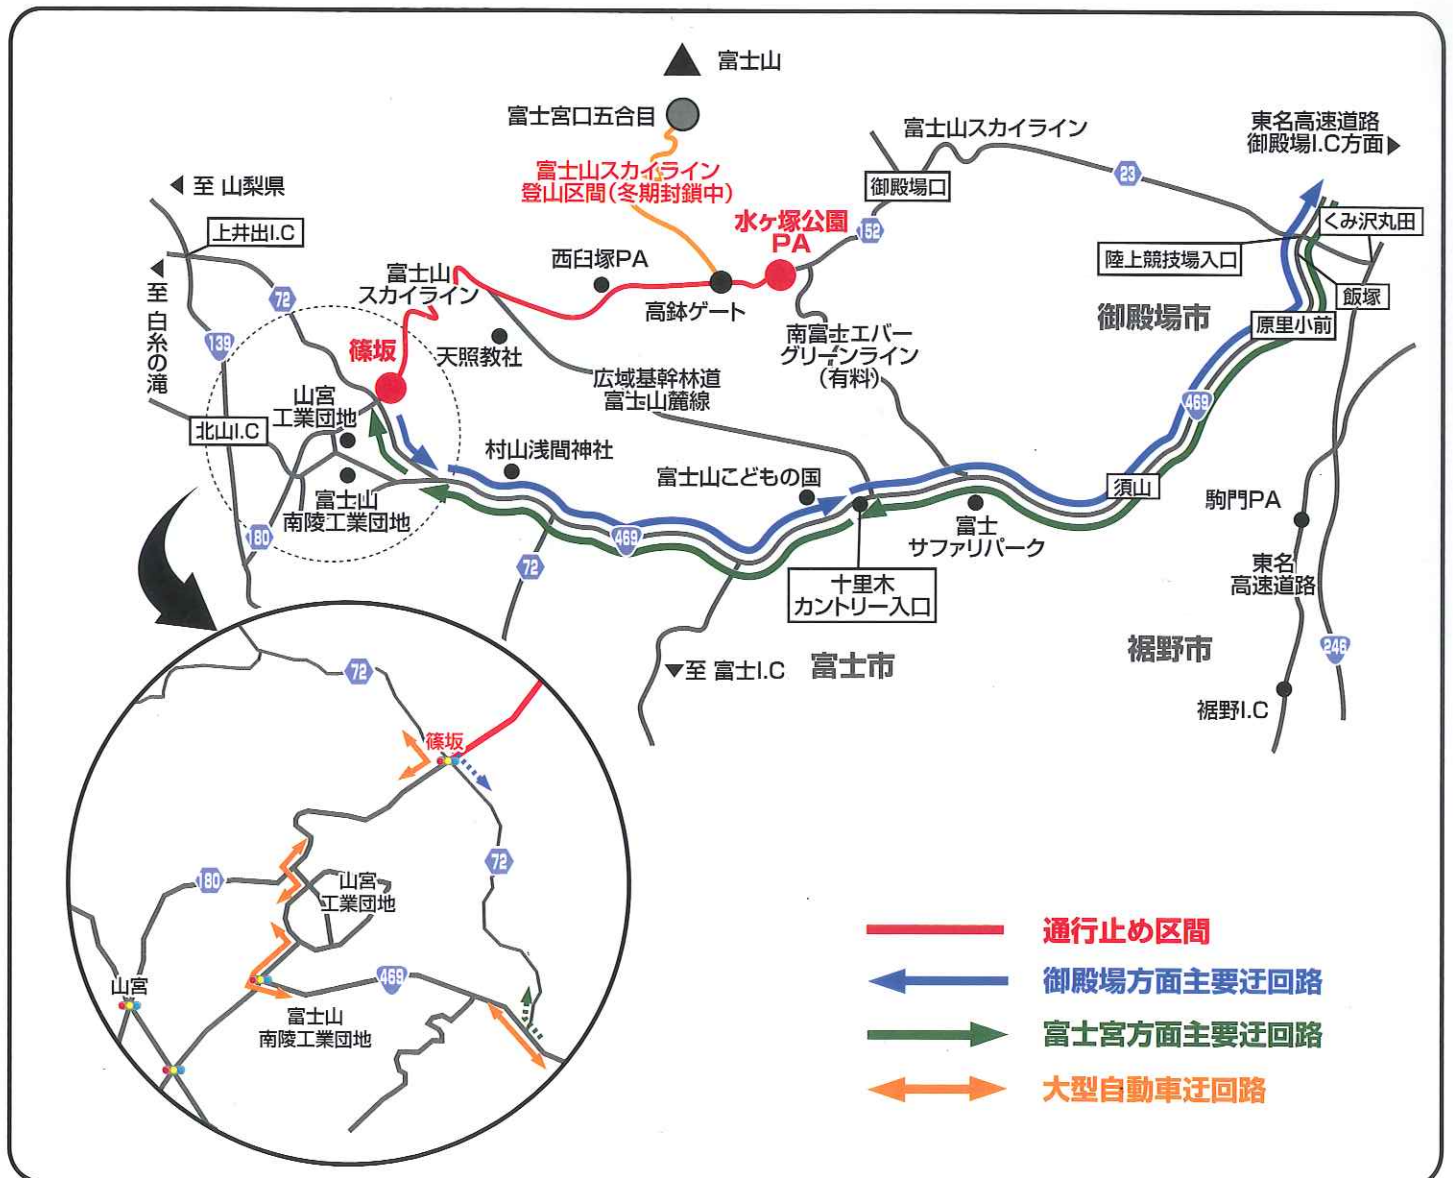 富士山
富士宮口五合目
富士山スカイライン
登山区間(冬期封鎖中)
富士山スカイライン
東名高速道路
御殿場I.C方面▶
23
御殿場口
152
◀至 山梨県
上井出I.C
◀至 白糸の滝
72
139
富士山
スカイライン
西臼塚PA
高鉢ゲート
水ヶ塚公園
PA
くみ沢丸田
陸上競技場入口
飯塚
原里小前
御殿場市
篠坂
天照教社
南富士エバー
グリーンライン
(有料)
広域基幹林道
富士山麓線
山宮
工業団地
北山I.C
富士山
南陵工業団地
180
村山浅間神社
469
72
富士山こどもの国
十里木
カントリー入口
富士
サファリパーク
須山
469
駒門PA
東名
高速道路
246
裾野市
裾野I.C
▼至 富士I.C
富士市
72
篠坂
72
180
山宮
工業団地
469
山宮
富士山
南陵工業団地
通行止め区間
御殿場方面主要迂回路
富士宮方面主要迂回路
大型自動車迂回路